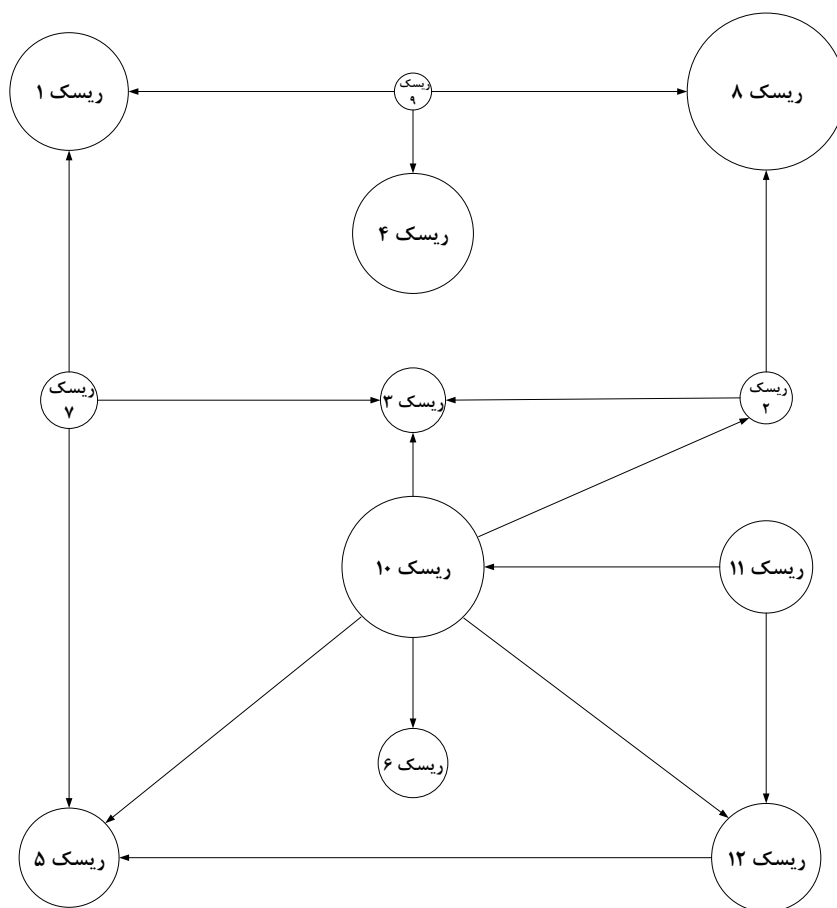 ریسک ۱
ریسک
۹
ریسک ۸
ریسک ۴
ریسک
۷
ریسک ۳
ریسک
۲
ریسک ۱۰
ریسک ۱۱
ریسک ۶
ریسک ۵
ریسک ۱۲